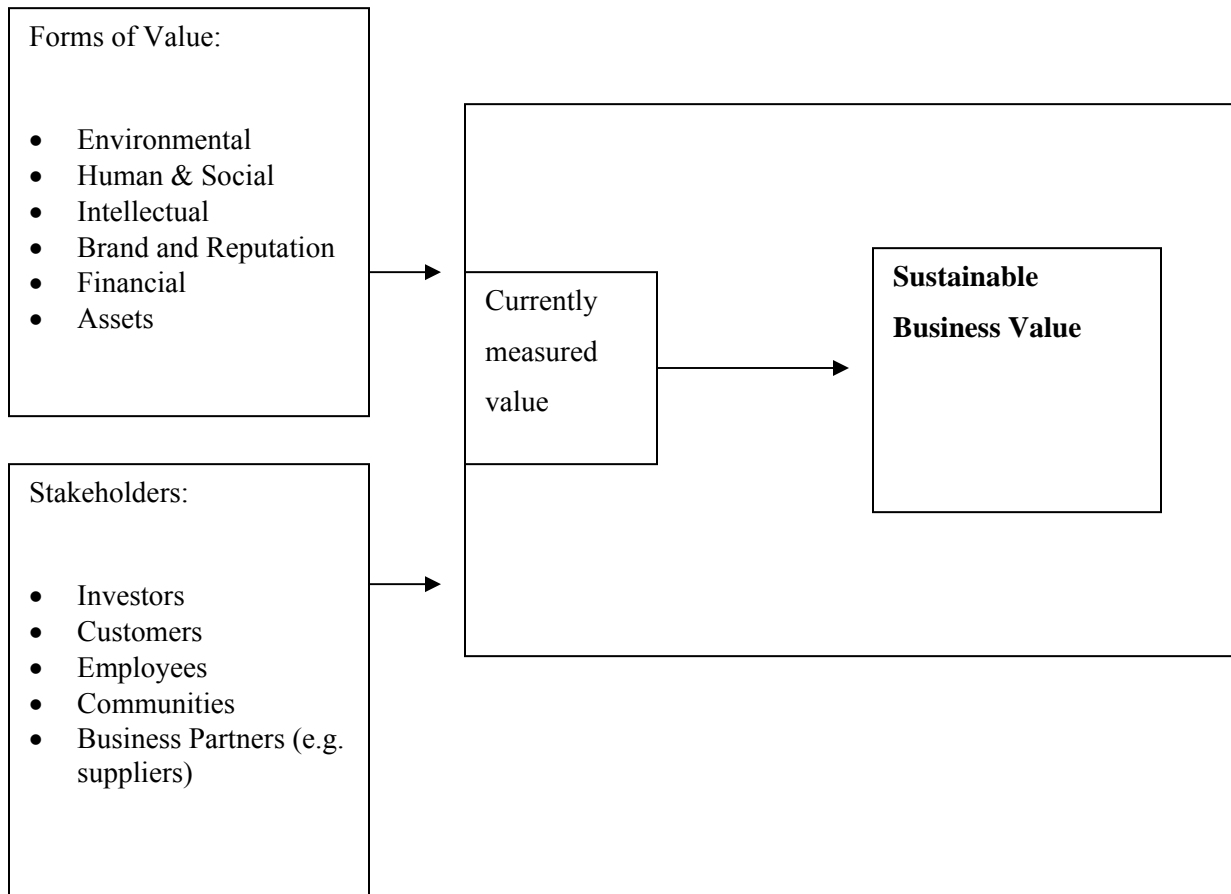 Forms of Value:
• Environmental
• Human & Social
• Intellectual
• Brand and Reputation
• Financial
• Assets
Currently
measured
value
Sustainable
Business Value
Stakeholders:
• Investors
• Customers
• Employees
• Communities
• Business Partners (e.g.
suppliers)